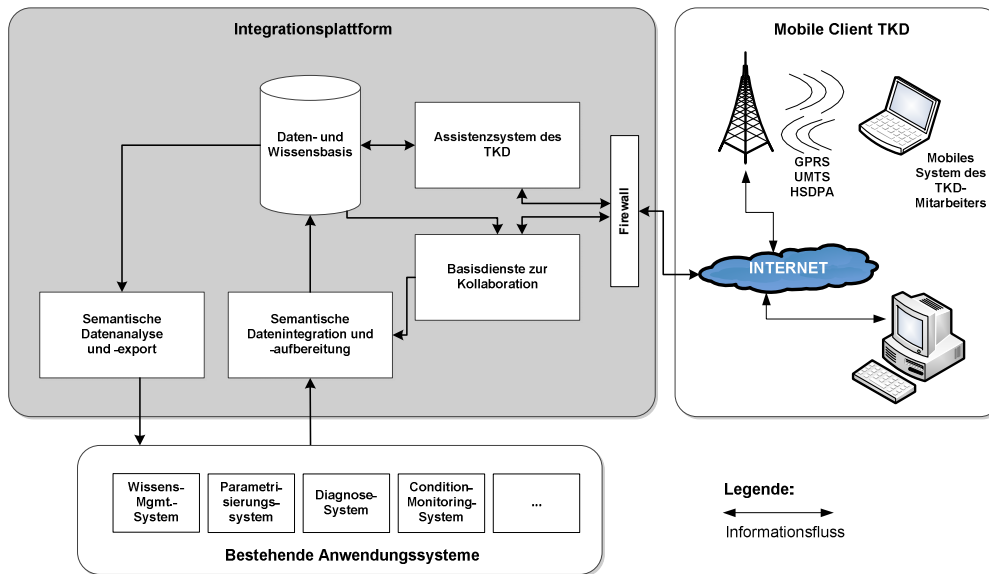 Integrationsplattform
Daten- und
Wissensbasis
Assistenzsystem des
TKD
Firewall
Basisdienste zur
Kollaboration
Semantische
Datenanalyse
und -export
Semantische
Datenintegration und
-aufbereitung
Mobile Client TKD
GPRS
UMTS
HSDPA
Mobiles
System des
TKD-
Mitarbeiters
INTERNET
Wissens-
Mgmt.-
System
Parametri-
sierungs-
system
Diagnose-
System
Condition-
Monitoring-
System
...
Bestehende Anwendungssysteme
Legende:
Informationsfluss